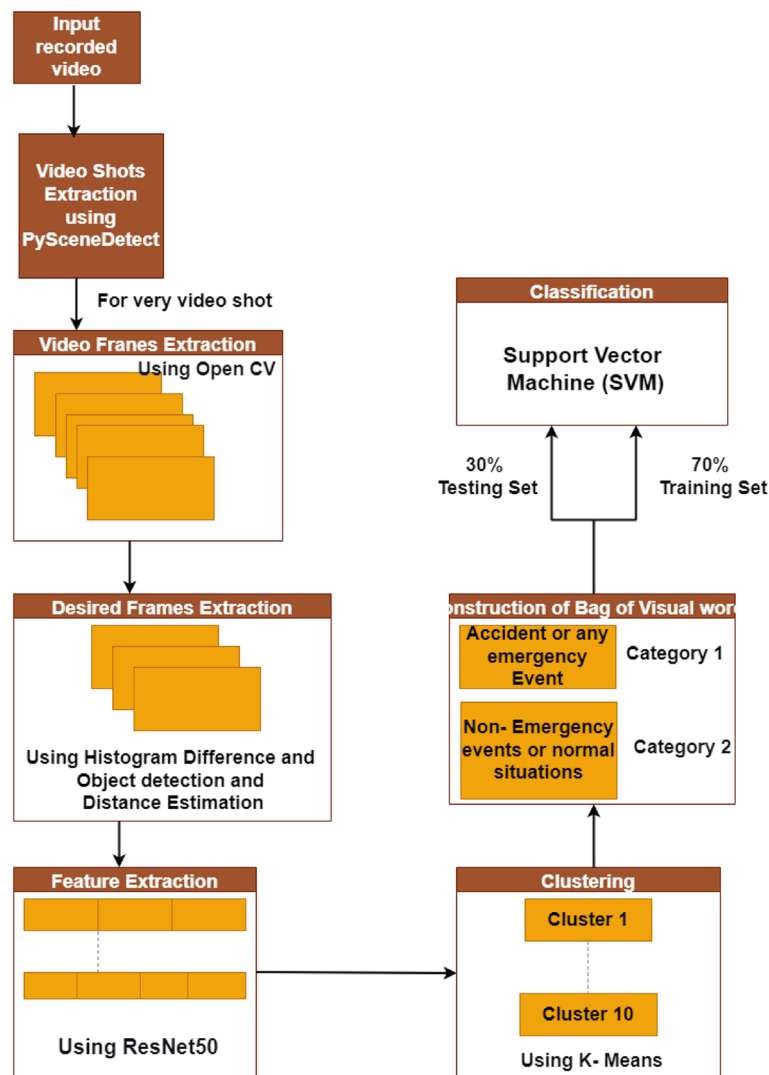 Input
recorded
video
Video Shots
Extraction
using
PySceneDetect
For very video shot
Video Franes Extraction
Using Open CV
Desired Frames Extraction
Using Histogram Difference and
Object detection and
Distance Estimation
Feature Extraction
Using ResNet50
Clustering
Cluster 1
Cluster 10
Using K- Means
onstruction of Bag of Visual word
Accident or any
emergency
Event
Category 1
Non- Emergency
events or normal
situations
Category 2
30%
Testing Set
70%
Training Set
Classification
Support Vector
Machine (SVM)